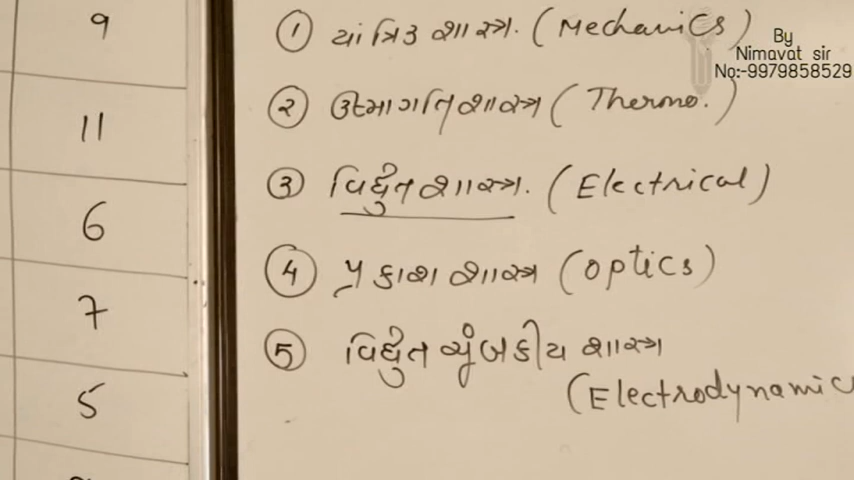 9
11
6
7
5
① યાંત્રિક શાસ્ત્ર. (Mechanics)
② ઉષ્માગતિશાસ્ત્ર (Thermo.)
③ વિદ્યુતશાસ્ત્ર. (Electrical)
④ પ્રકાશ શાસ્ત્ર (optics)
⑤ વિદ્યુત ચુંબકીય શાસ્ત્ર
(Electrodynamic
By
Nimavat sir
No:-9979858529